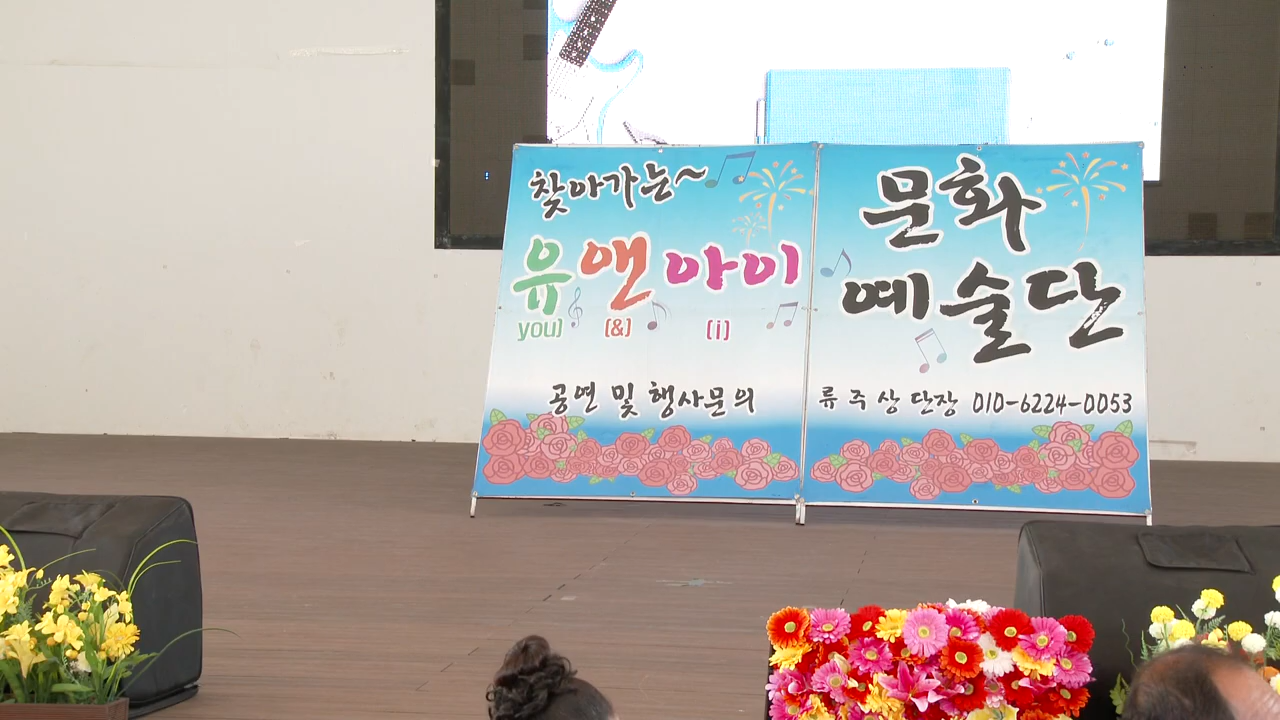 찾아가는~
유앤아이
you) (&) (i)
공연 및 행사문의
문화
예술단
류주상 단장 010-6224-0053